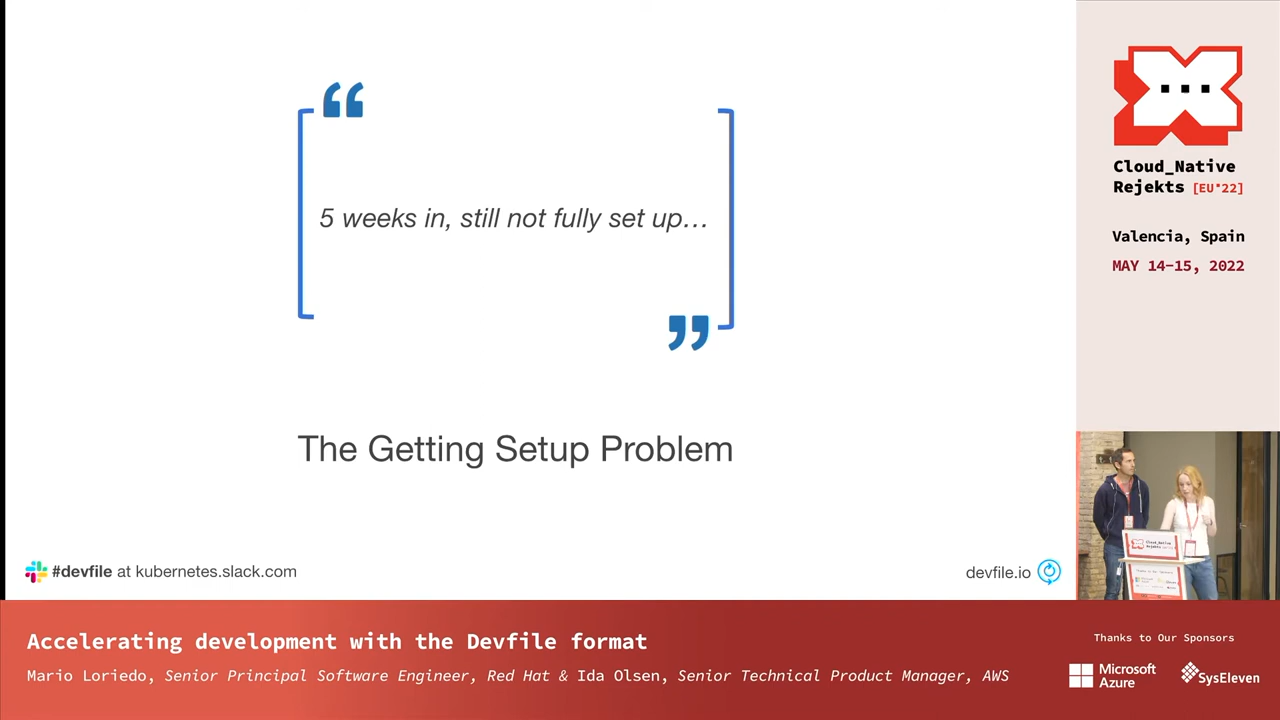 “
5 weeks in, still not fully set up…
”
The Getting Setup Problem
#devfile at kubernetes.slack.com
devfile.io
Cloud_Native
Rejekts [EU*22]
Valencia, Spain
MAY 14-15, 2022
Accelerating development with the Devfile format
Mario Loriedo, Senior Principal Software Engineer, Red Hat & Ida Olsen, Senior Technical Product Manager, AWS
Thanks to Our Sponsors
Microsoft
Azure
SysEleven
Cloud_Native
Rejekts